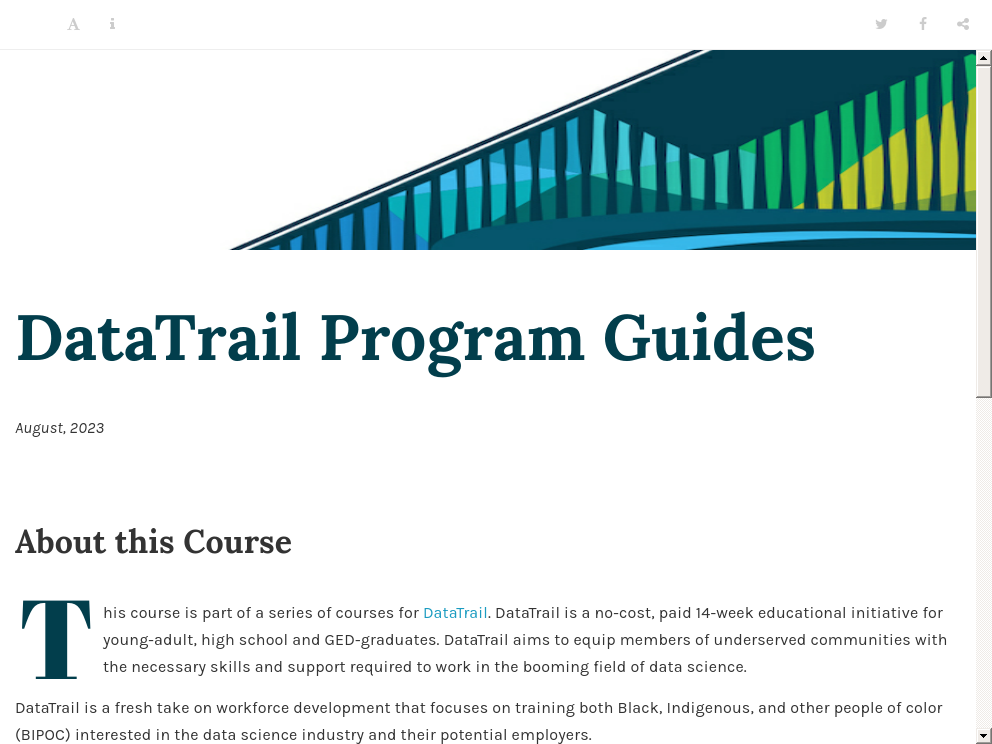 DataTrail Program Guides
August, 2023
About this Course
This course is part of a series of courses for DataTrail. DataTrail is a no-cost, paid 14-week educational initiative for
young-adult, high school and GED-graduates. DataTrail aims to equip members of underserved communities with
the necessary skills and support required to work in the booming field of data science.
DataTrail is a fresh take on workforce development that focuses on training both Black, Indigenous, and other people of color
(BIPOC) interested in the data science industry and their potential employers.